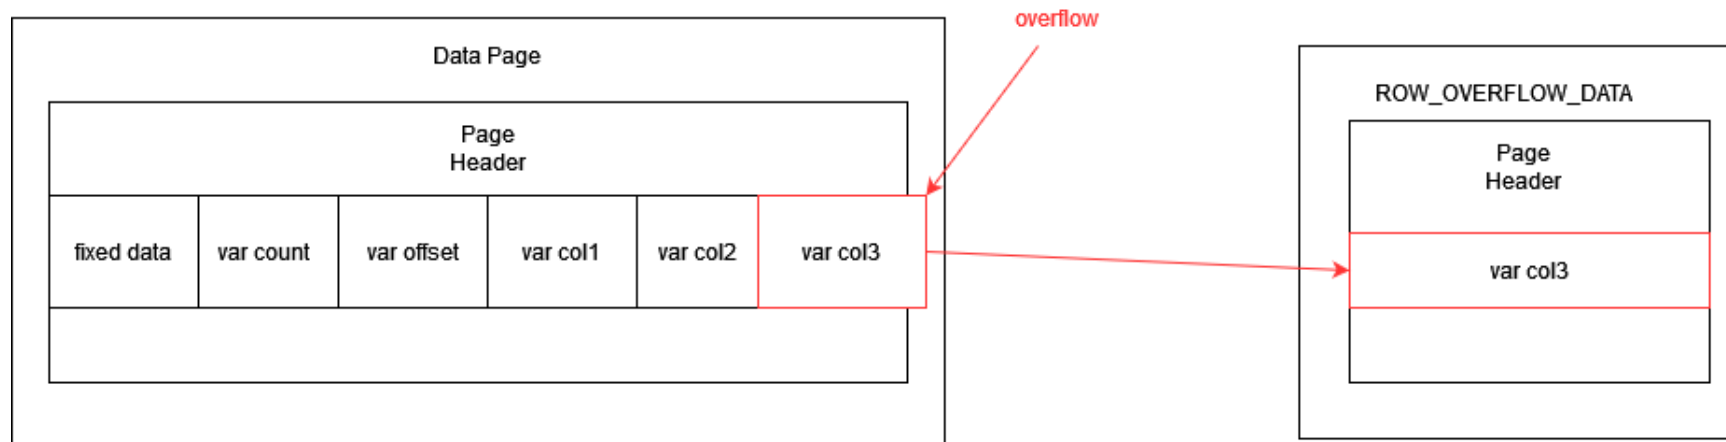 overflow
Data Page
Page
Header
fixed data
var count
var offset
var col1
var col2
var col3
ROW_OVERFLOW_DATA
Page
Header
var col3